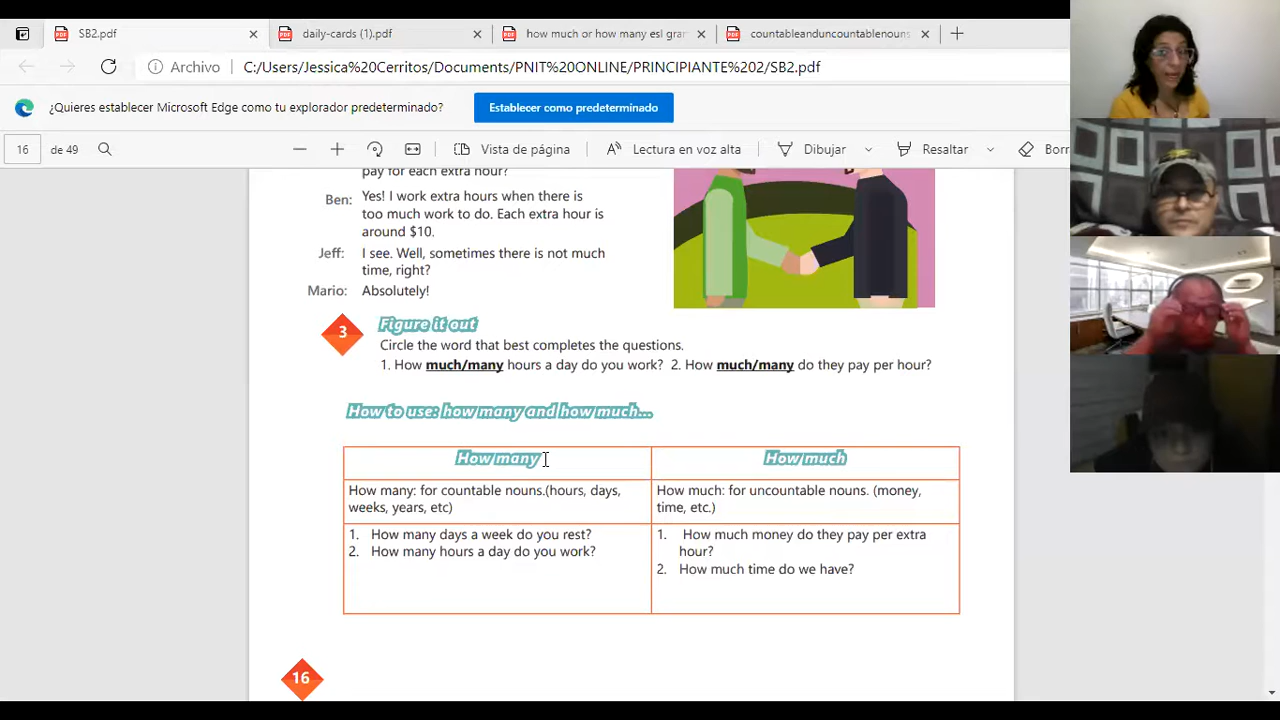 SB2.pdf
daily-cards (1).pdf
how much or how many esl gra
countableanduncountablenouns
Archivo
C:/Users/Jessica%20Cerritos/Documents/PNIT%20ONLINE/PRINCIPIANTE%202/SB2.pdf
¿Quieres establecer Microsoft Edge como tu explorador predeterminado?
Establecer como predeterminado
16
de 49
Vista de página
Lectura en voz alta
Dibujar
Resaltar
Borr
pay for each extra hour?
Ben: Yes! I work extra hours when there is
too much work to do. Each extra hour is
around $10.
Jeff: I see. Well, sometimes there is not much
time, right?
Mario: Absolutely!
3 Figure it out
Circle the word that best completes the questions.
1. How much/many hours a day do you work? 2. How much/many do they pay per hour?
How to use: how many and how much...
How many
How many: for countable nouns.(hours, days,
weeks, years, etc)
1. How many days a week do you rest?
2. How many hours a day do you work?
How much
How much: for uncountable nouns. (money,
time, etc.)
1. How much money do they pay per extra
hour?
2. How much time do we have?
16